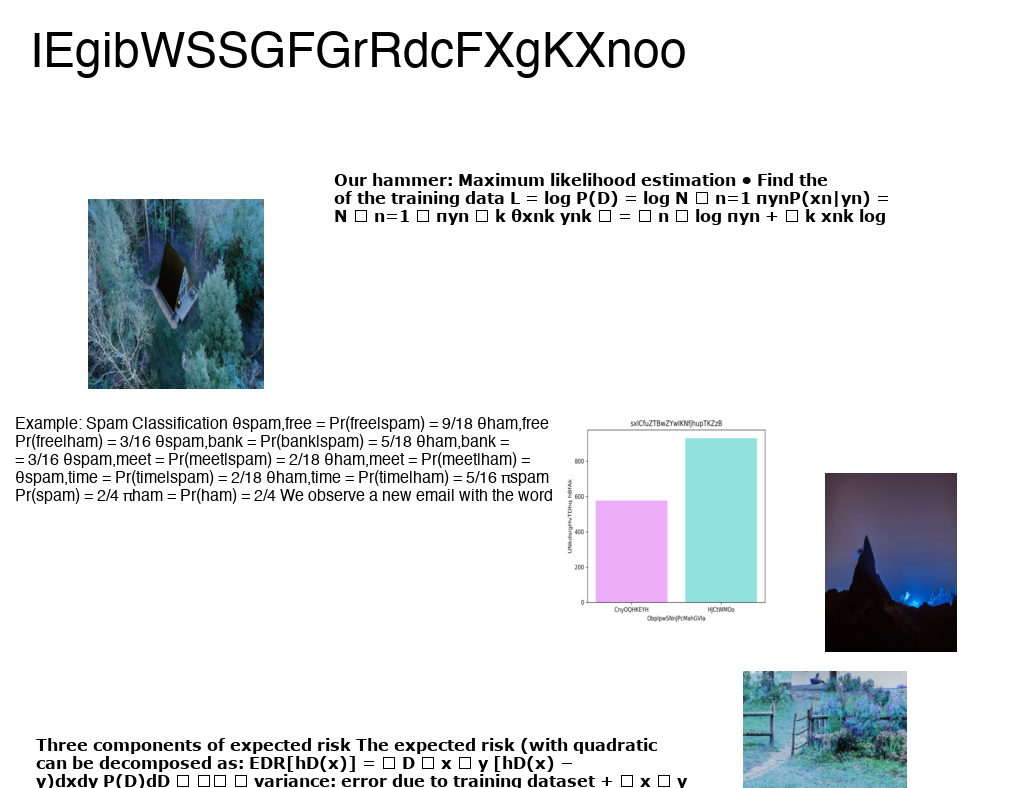 IEgibWSSGFGrRdcFXgKXnoo
Our hammer: Maximum likelihood estimation • Find the
of the training data L = log P(D) = log N □ n=1 πynP(xn|yn) =
N □ n=1 □ πyn □ k θxnk ynk □ = □ n □ log πyn + □ k xnk log
Example: Spam Classification θspam,free = Pr(free|spam) = 9/18 θham,free
Pr(free|ham) = 3/16 θspam,bank = Pr(bank|spam) = 5/18 θham,bank =
= 3/16 θspam,meet = Pr(meet|spam) = 2/18 θham,meet = Pr(meet|ham) =
θspam,time = Pr(time|spam) = 2/18 θham,time = Pr(time|ham) = 5/16 πspam
Pr(spam) = 2/4 πham = Pr(ham) = 2/4 We observe a new email with the word
800
600
400
200
0
CnyOQHKEYH HJCtWMOo
Three components of expected risk The expected risk (with quadratic
can be decomposed as: EDR[hD(x)] = □ D □ x □ y [hD(x) −
y)dxdy P(D)dD □ □□ □ variance: error due to training dataset + □ x □ y